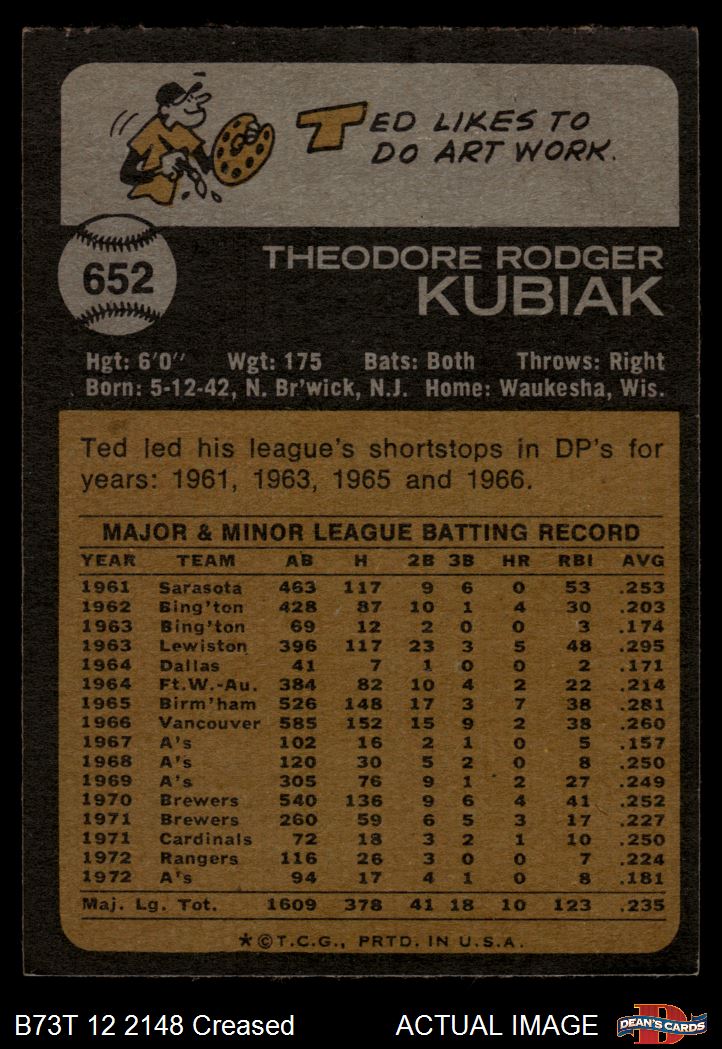 TED LIKES TO
DO ART WORK.
652
THEODORE RODGER
KUBIAK
Hgt: 6'0" Wgt: 175 Bats: Both Throws: Right
Born: 5-12-42, N. Br'wick, N.J. Home: Waukesha, Wis.
Ted led his league's shortstops in DP's for
years: 1961, 1963, 1965 and 1966.
MAJOR & MINOR LEAGUE BATTING RECORD
YEAR TEAM AB H 2B 3B HR RBI AVG
1961 Sarasota 463 117 9 6 0 53 .253
1962 Bing'ton 428 87 10 1 4 30 .203
1963 Bing'ton 69 12 2 0 0 3 .174
1963 Lewiston 396 117 23 3 5 48 .295
1964 Dallas 41 7 1 0 0 2 .171
1964 Ft.W.-Au. 384 82 10 4 2 22 .214
1965 Birm'ham 526 148 17 3 7 38 .281
1966 Vancouver 585 152 15 9 2 38 .260
1967 A's 102 16 2 1 0 5 .157
1968 A's 120 30 5 2 0 8 .250
1969 A's 305 76 9 1 2 27 .249
1970 Brewers 540 136 9 6 4 41 .252
1971 Brewers 260 59 6 5 3 17 .227
1971 Cardinals 72 18 3 2 1 10 .250
1972 Rangers 116 26 3 0 0 7 .224
1972 A's 94 17 4 1 0 8 .181
Maj. Lg. Tot. 1609 378 41 18 10 123 .235
★©T.C.G., PRTD. IN U.S.A.
B73T 12 2148 Creased ACTUAL IMAGE
D
DEAN'S CARDS